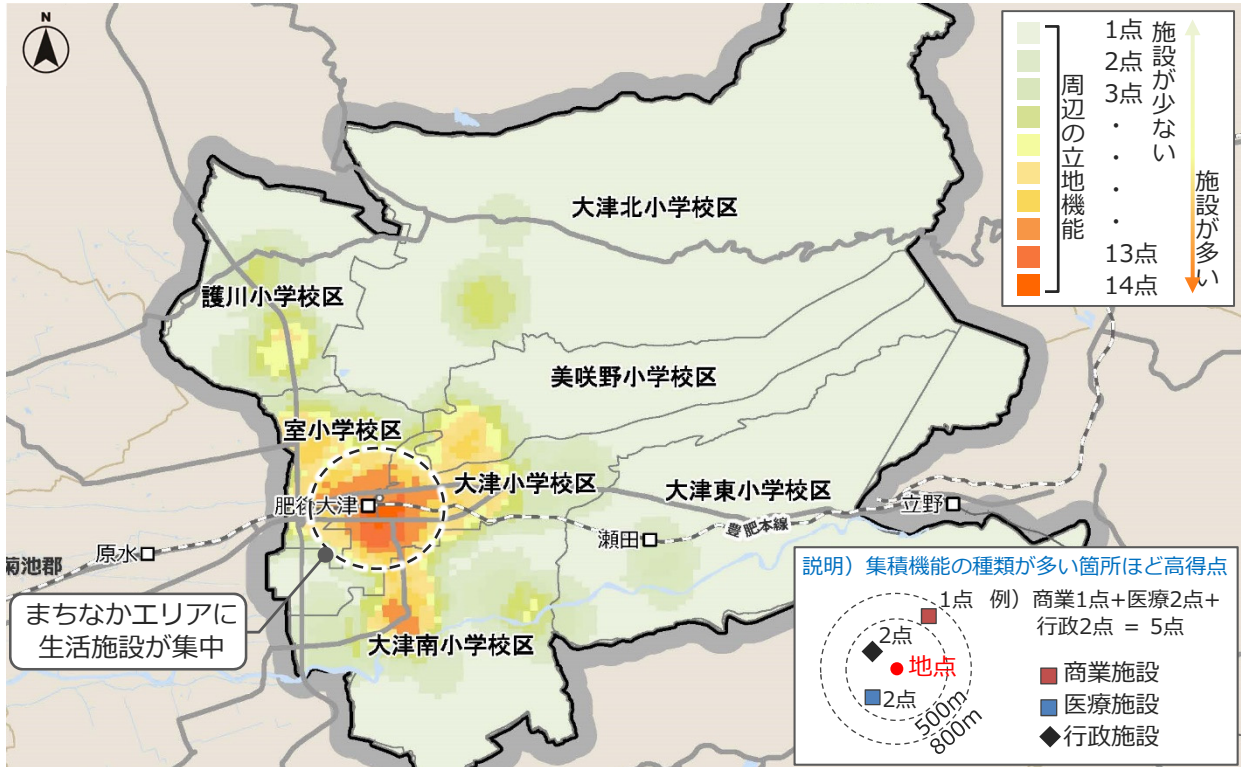 N
1点
2点
3点
・
・
・
・
・
13点
14点
周辺の立地機能
施設が少ない
施設が多い
大津北小学校区
護川小学校区
美咲野小学校区
室小学校区
大津小学校区
大津東小学校区
肥後大津
立野
豊肥本線
瀬田
原水
菊池郡
まちなかエリアに
生活施設が集中
大津南小学校区
説明）集積機能の種類が多い箇所ほど高得点
1点 例）商業1点+医療2点+
行政2点 = 5点
2点
地点
2点
500m
800m
商業施設
医療施設
行政施設